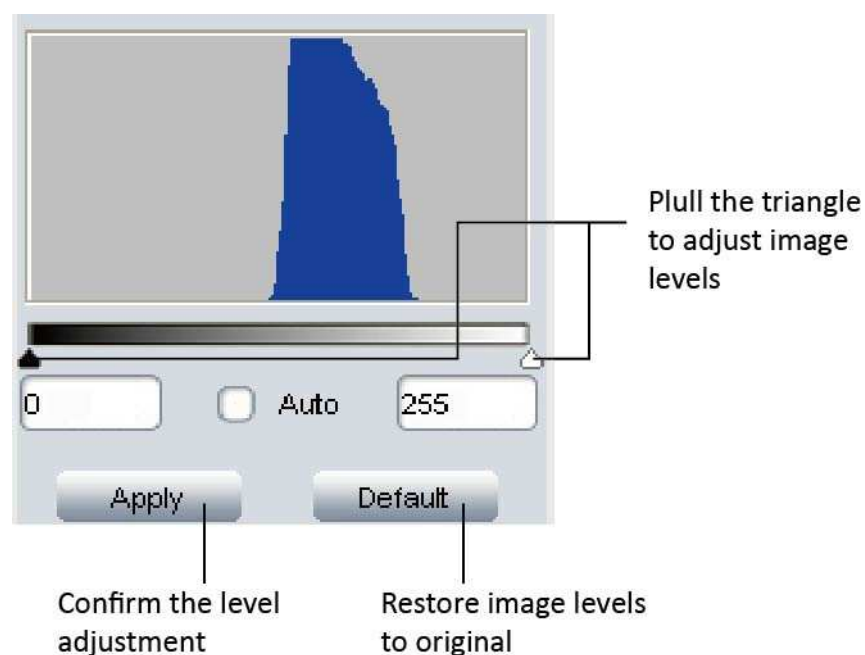 Plull the triangle
to adjust image
levels
0
Auto
255
Apply
Default
Confirm the level
adjustment
Restore image levels
to original